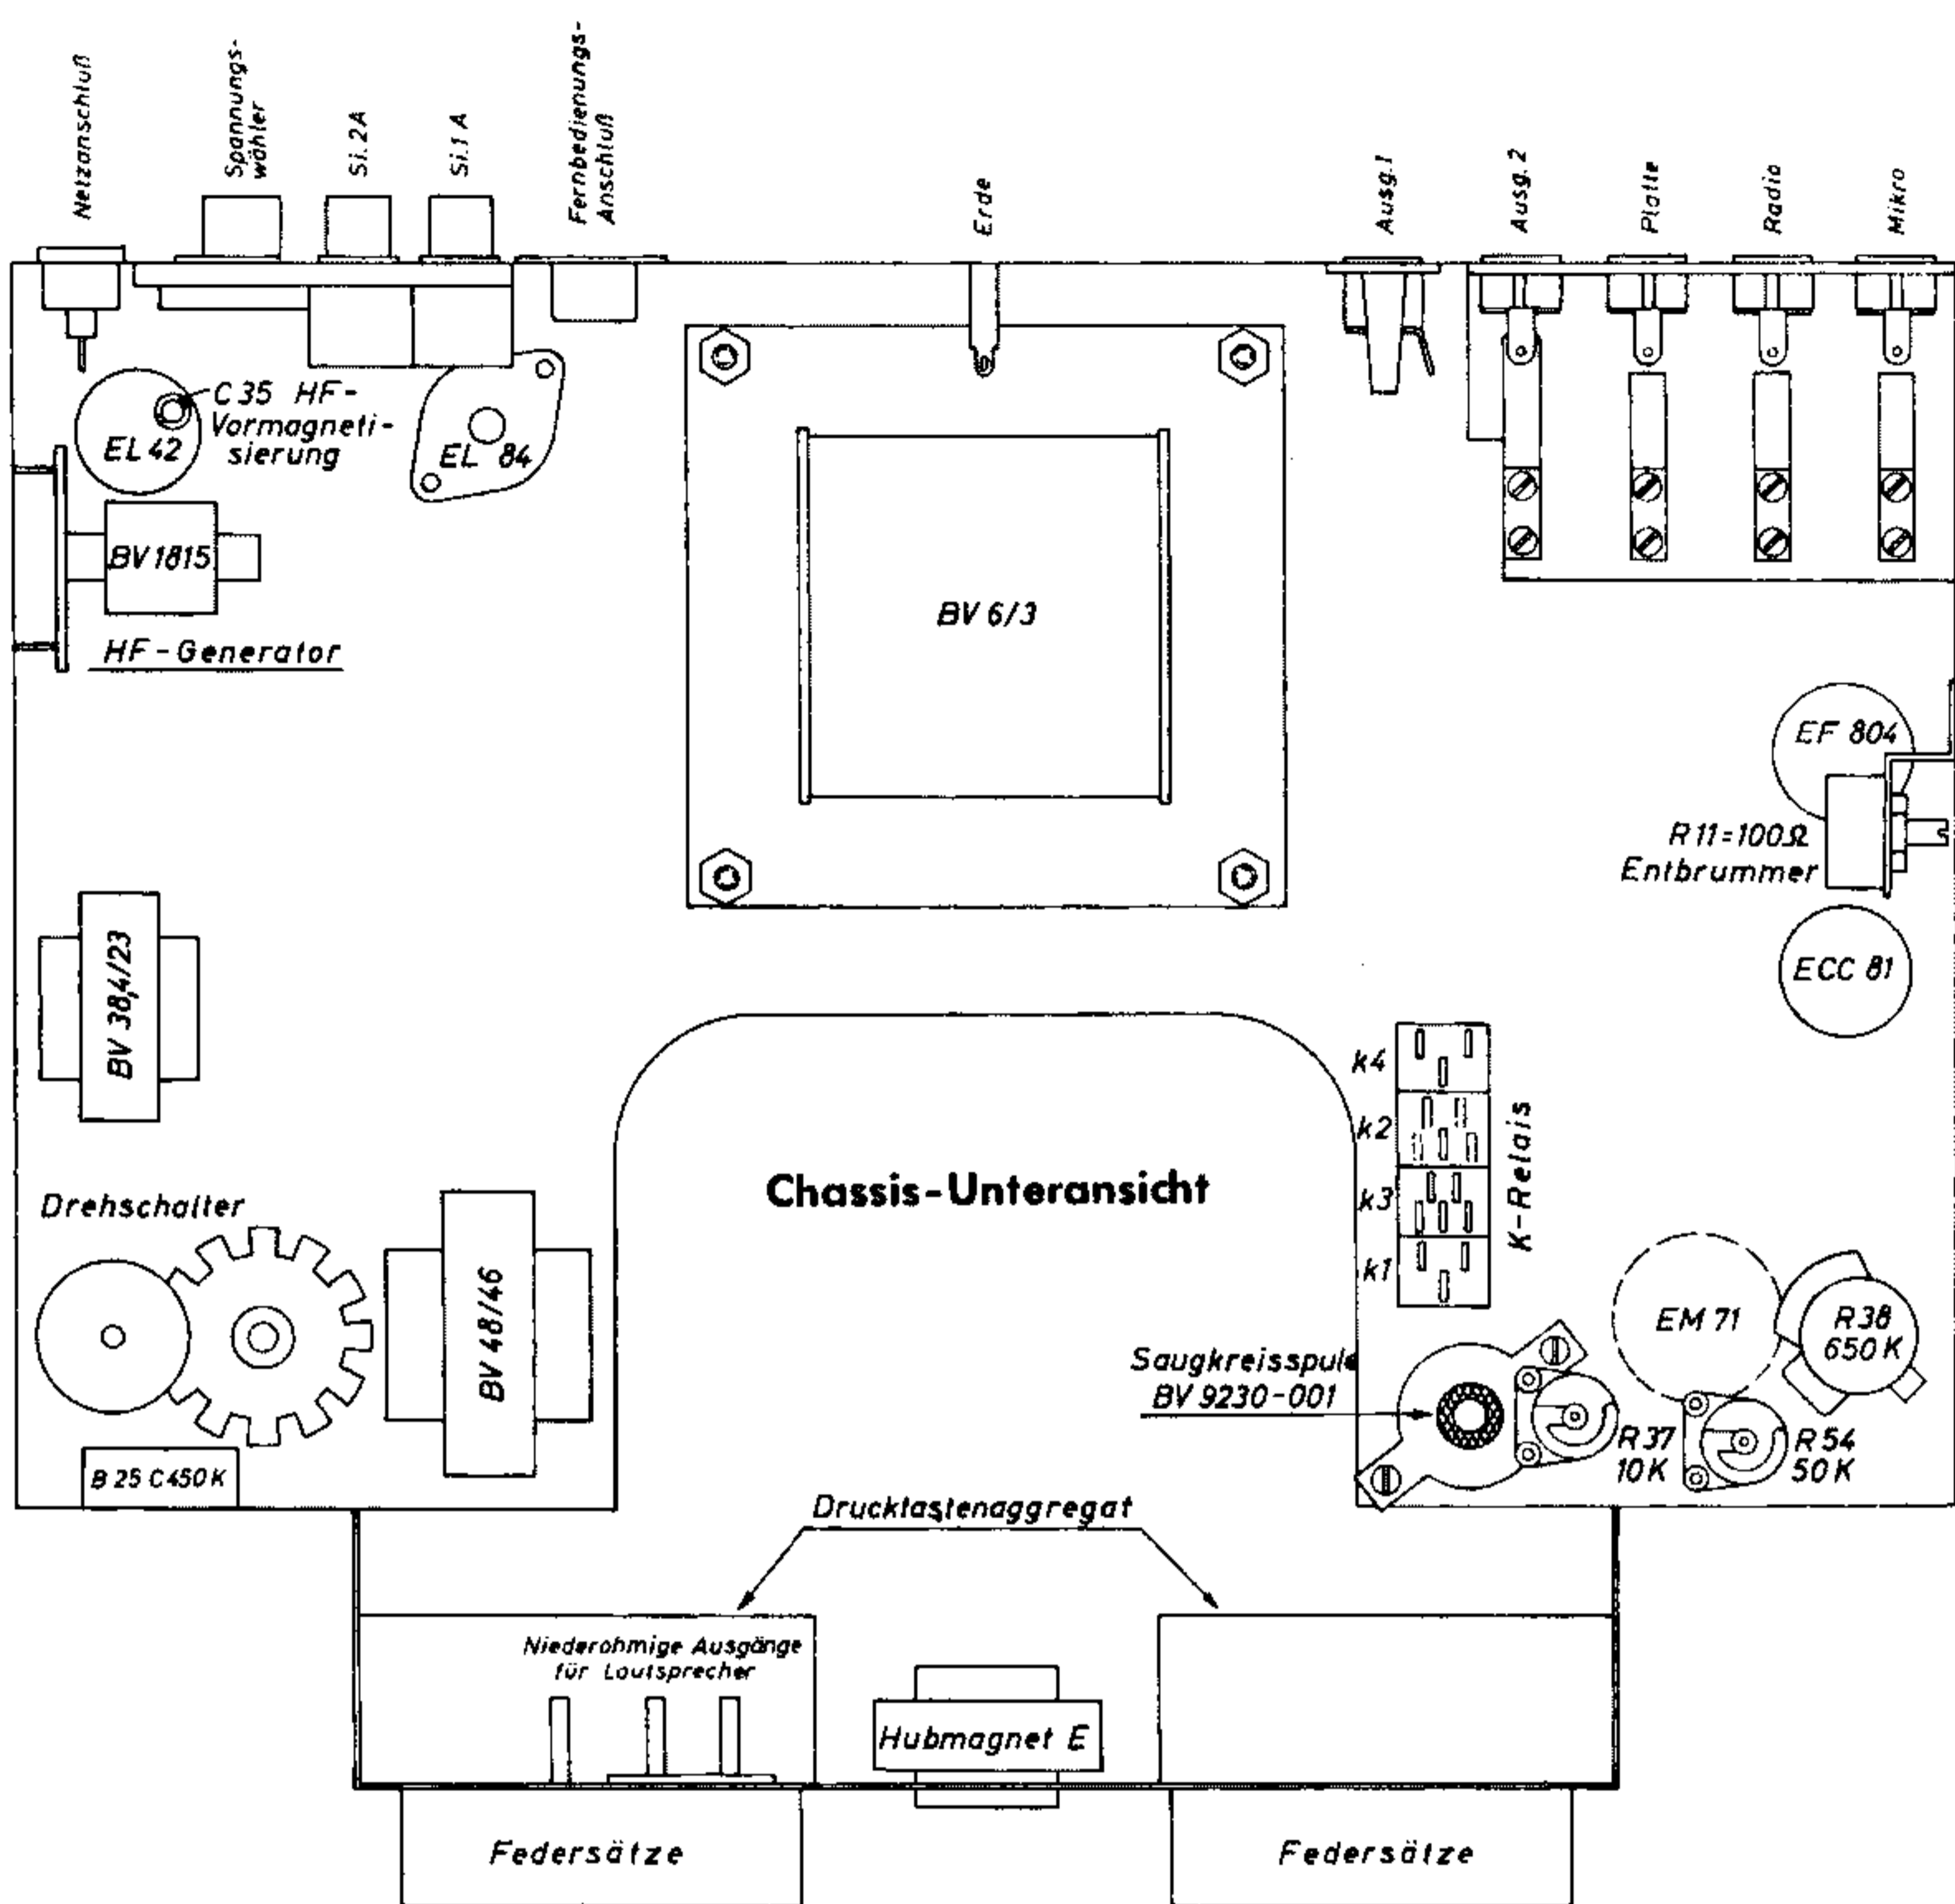 Netzanschluß
Spannungs-
wähler
Si.2A
Si.1A
Fernbedienungs-
Anschluß
Erde
Ausg.1
Ausg.2
Platte
Radio
Mikro
C35 HF-
Vormagneti-
sierung
EL 42
EL 84
BV 1815
HF-Generator
BV 6/3
EF 804
R11=100Ω
Entbrummer
ECC 81
BV 38,4/23
k4
k2
k3
k1
K-Relais
Chassis-Unteransicht
Drehschalter
BV 48/46
B 25 C450K
EM 71
R38
650 K
Saugkreisspule
BV 9230-001
R37
10K
R54
50K
Drucktastenaggregat
Niederohmige Ausgänge
für Lautsprecher
Hubmagnet E
Federsätze
Federsätze